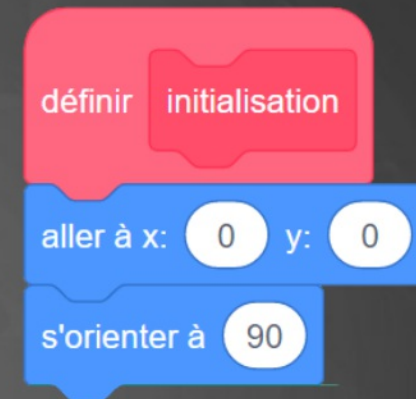 définir initialisation
aller à x: 0 y: 0
s'orienter à 90